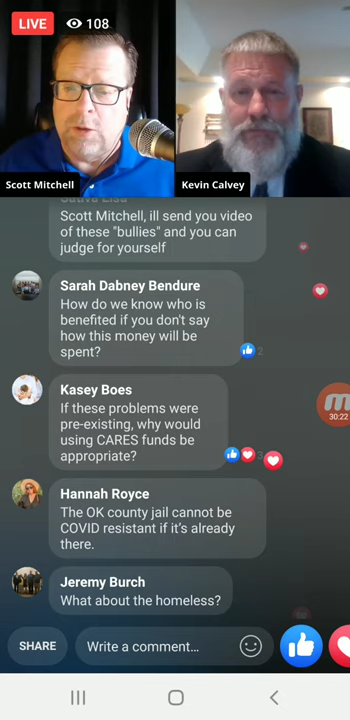 LIVE 108
Scott Mitchell
Kevin Calvey
Scott Mitchell, ill send you video
of these "bullies" and you can
judge for yourself
Sarah Dabney Bendure
How do we know who is
benefited if you don't say
how this money will be
spent?
2
Kasey Boes
If these problems were
pre-existing, why would
using CARES funds be
appropriate?
3
30:22
Hannah Royce
The OK county jail cannot be
COVID resistant if it's already
there.
Jeremy Burch
What about the homeless?
SHARE
Write a comment...